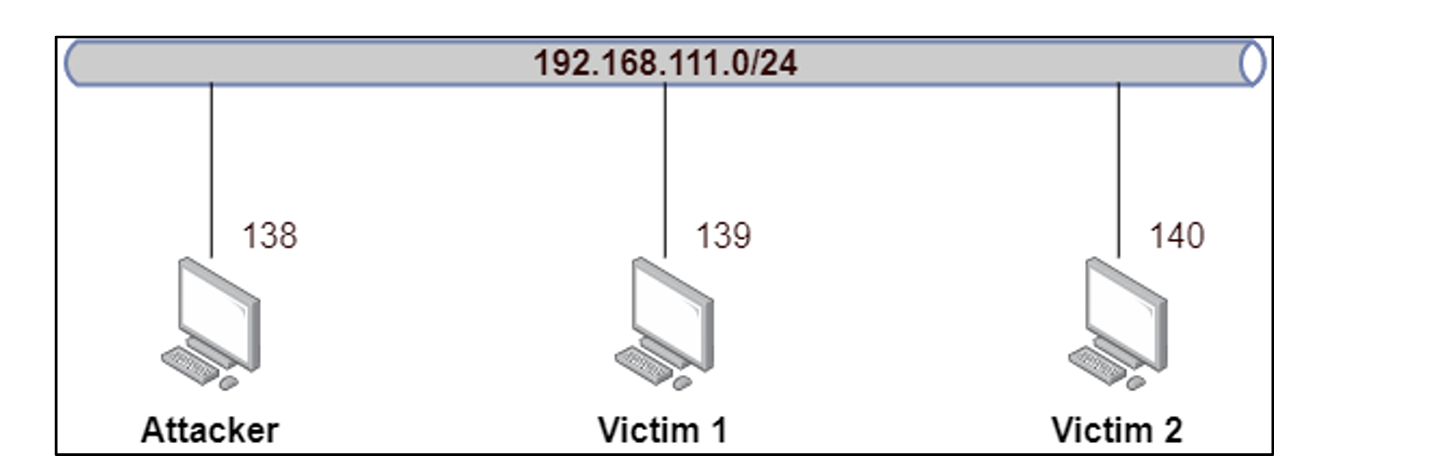 192.168.111.0/24
138
139
140
Attacker
Victim 1
Victim 2